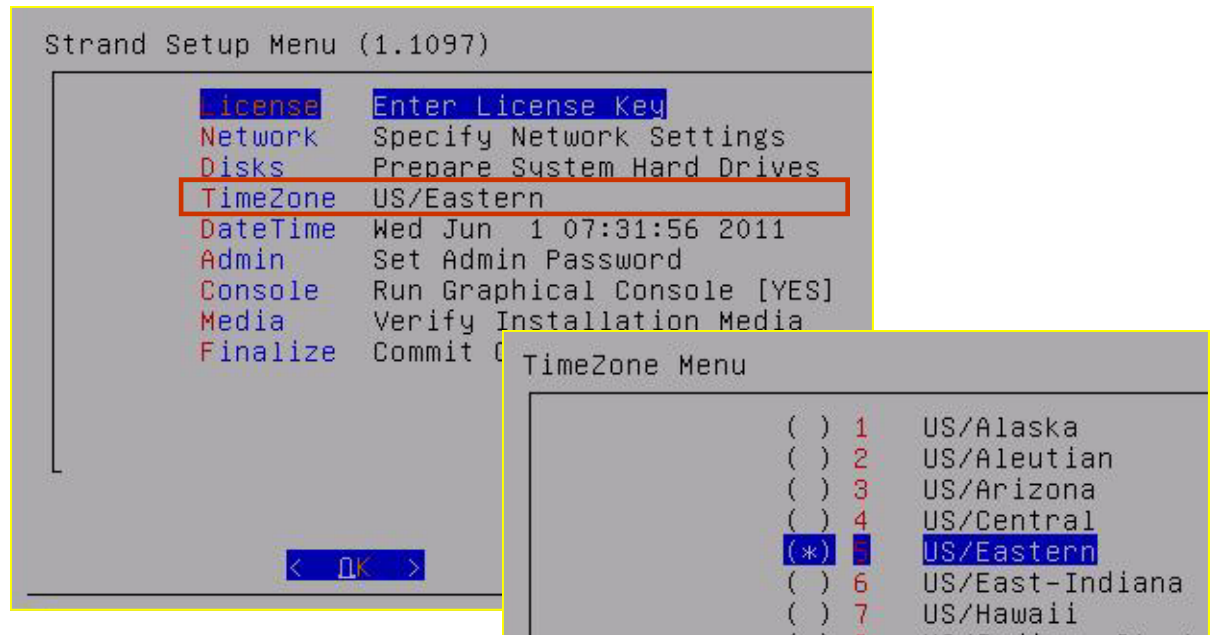 Strand Setup Menu (1.1097)
License Enter License Key
Network Specify Network Settings
Disks Prepare System Hard Drives
TimeZone US/Eastern
DateTime Wed Jun 1 07:31:56 2011
Admin Set Admin Password
Console Run Graphical Console [YES]
Media Verify Installation Media
Finalize Commit
< OK >
TimeZone Menu
( ) 1 US/Alaska
( ) 2 US/Aleutian
( ) 3 US/Arizona
( ) 4 US/Central
(*) 5 US/Eastern
( ) 6 US/East-Indiana
( ) 7 US/Hawaii